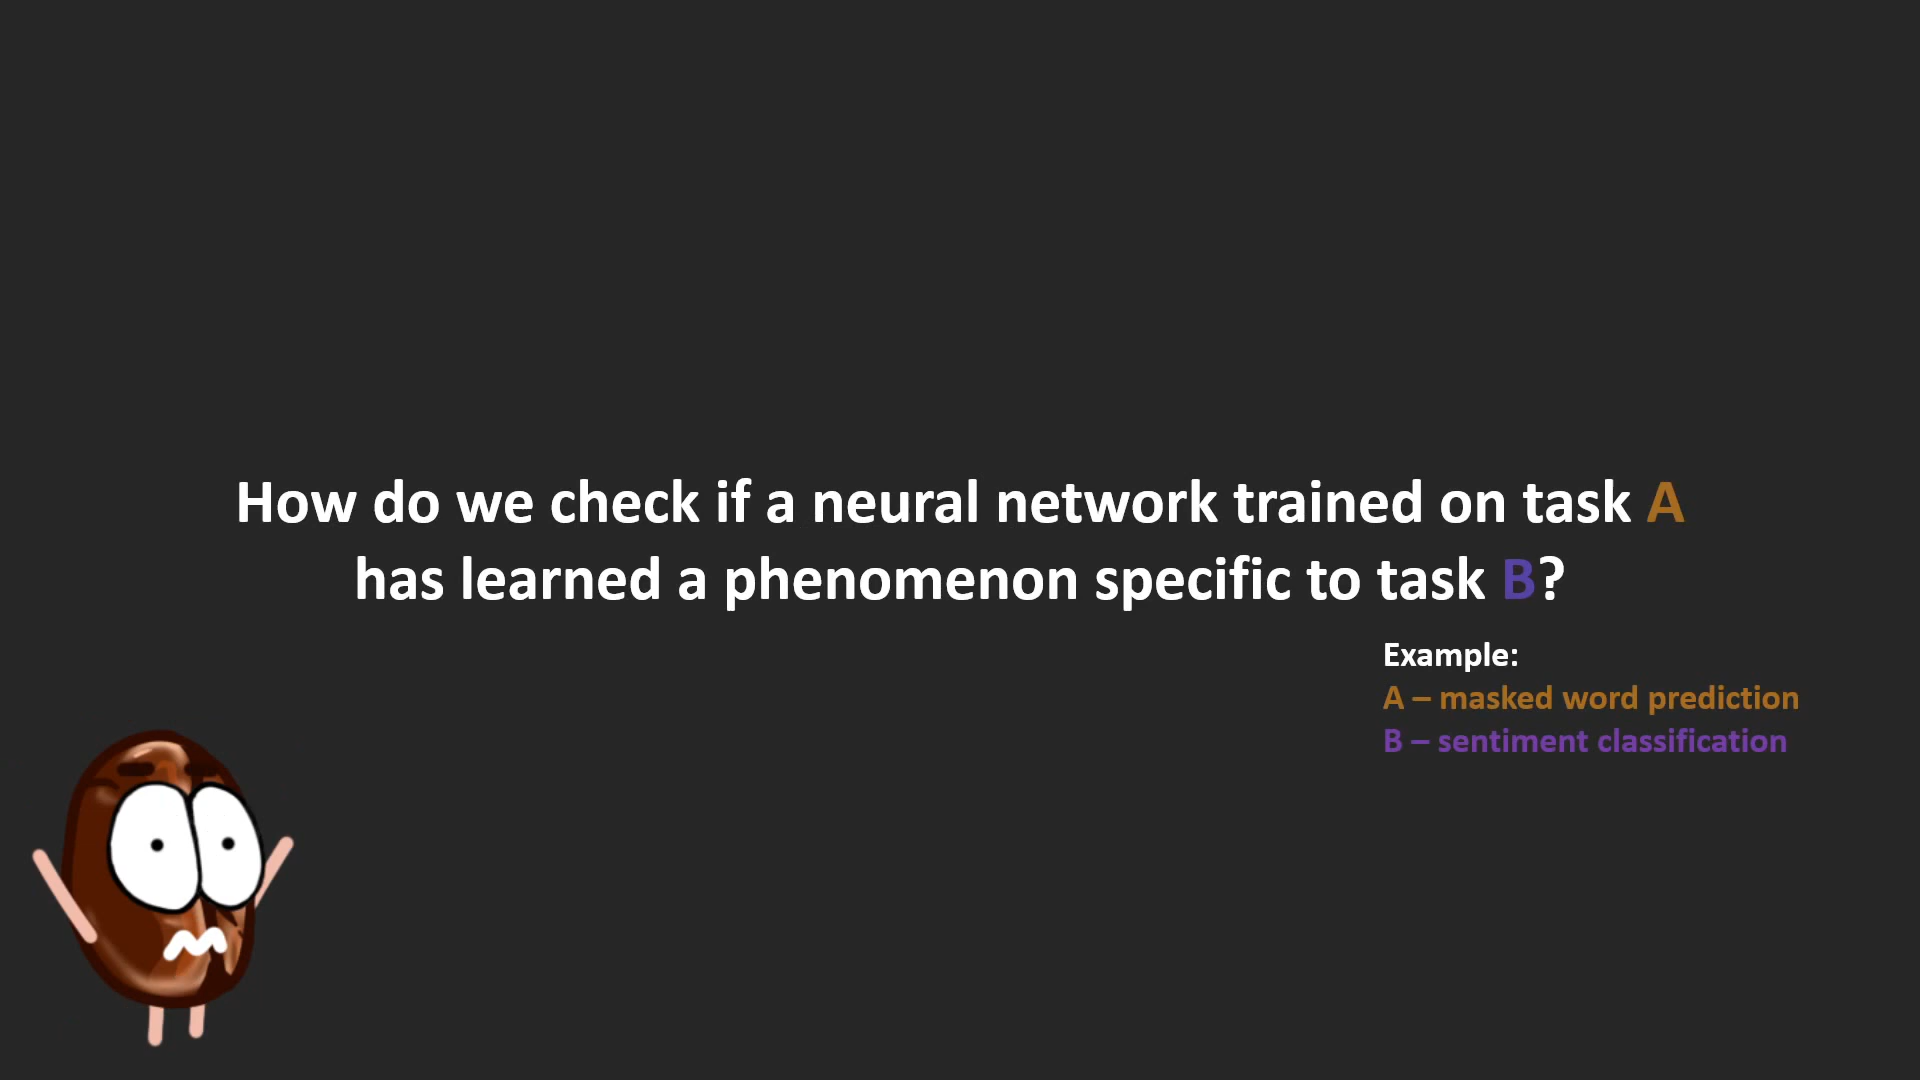 How do we check if a neural network trained on task A
has learned a phenomenon specific to task B?
Example:
A – masked word prediction
B – sentiment classification